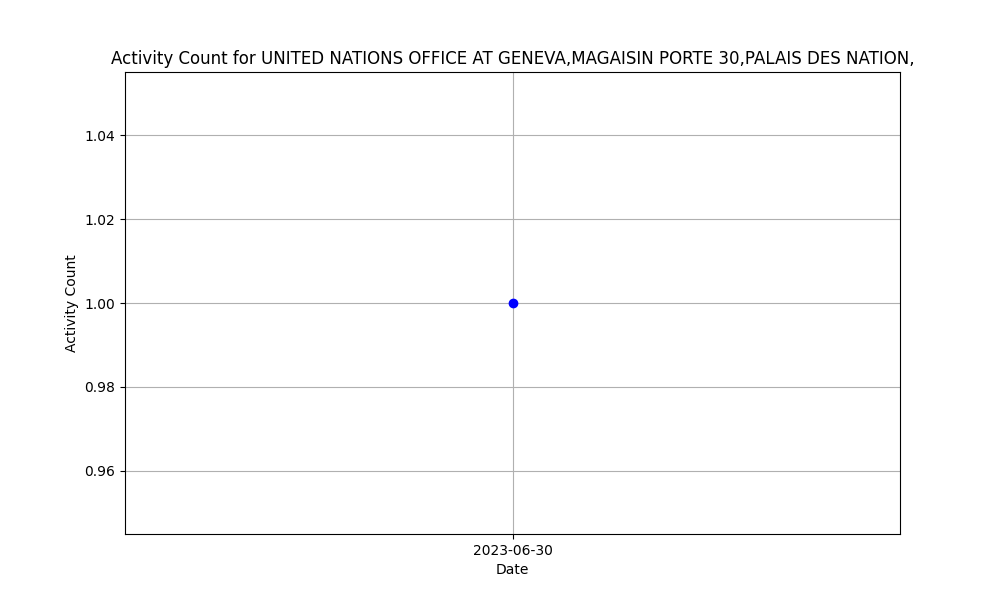 Activity Count for UNITED NATIONS OFFICE AT GENEVA,MAGAISIN PORTE 30,PALAIS DES NATION,
1.04
1.02
1.00
0.98
0.96
Activity Count
2023-06-30
Date